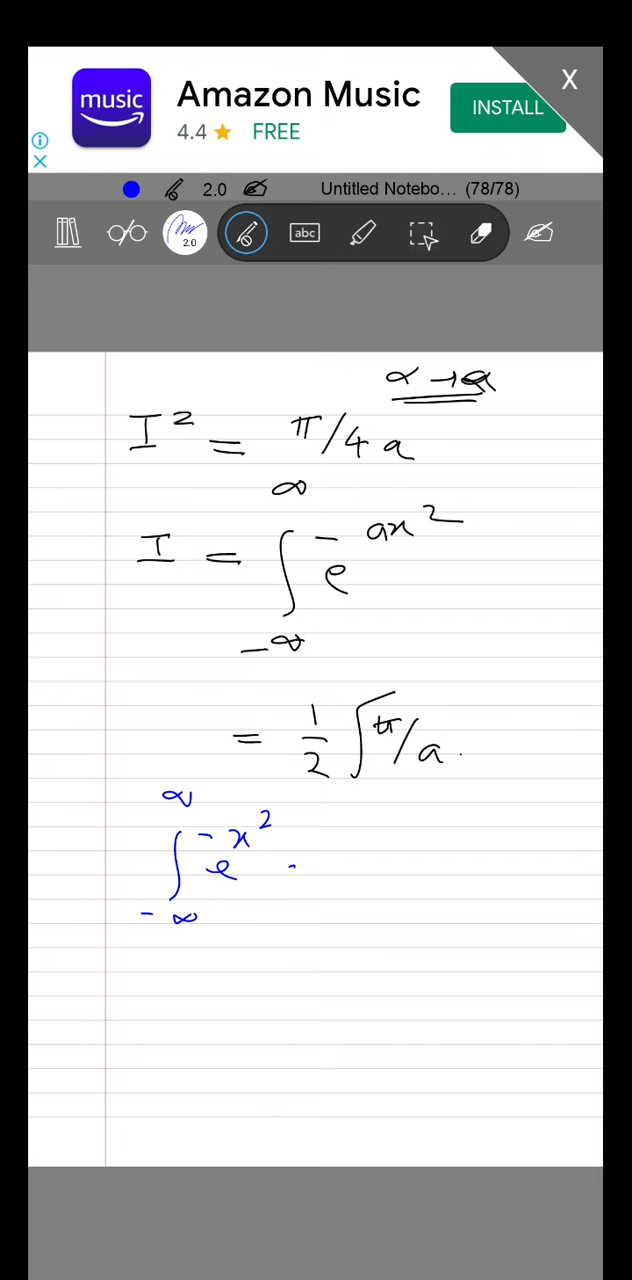 music
Amazon Music
INSTALL
X
4.4 ★ FREE
2.0 Untitled Notebo... (78/78)
2.0
abc
α → a
I² = π/4a
I = ∫_{-∞}^{∞} e^{-ax²}
= 1/2 √π/a.
∫_{-∞}^{∞} e^{-x²} -